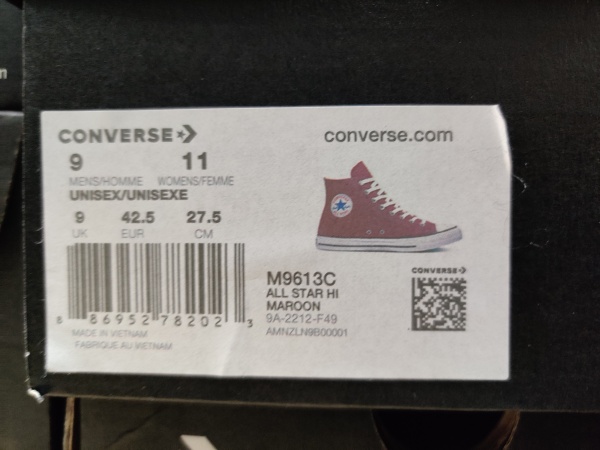 CONVERSE
converse.com
9 11
MENS/HOMME WOMENS/FEMME
UNISEX/UNISEXE
9 42.5 27.5
UK EUR CM
M9613C
ALL STAR HI
MAROON
9A-2212-F49
AMNZLN9B00001
CONVERSE
8 86952 78202 3
MADE IN VIETNAM
FABRIQUE AU VIETNAM